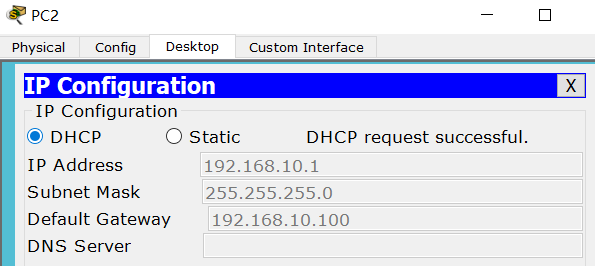 PC2
Physical Config Desktop Custom Interface
IP Configuration X
IP Configuration
DHCP Static DHCP request successful.
IP Address 192.168.10.1
Subnet Mask 255.255.255.0
Default Gateway 192.168.10.100
DNS Server